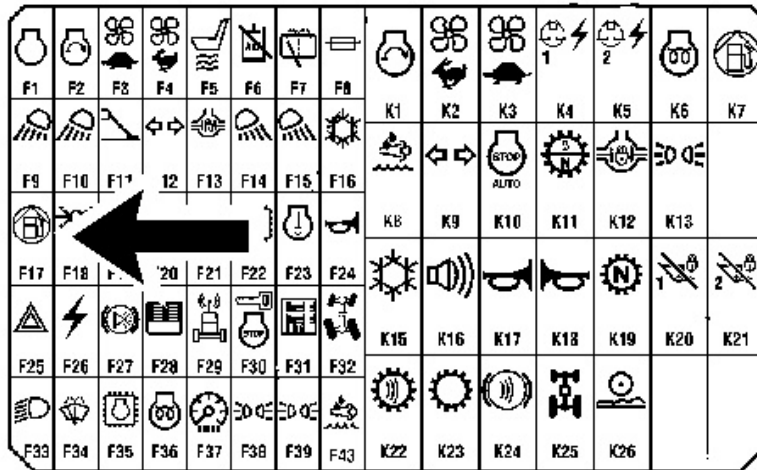 F1 F2 F3 F4 F5 F6 F7 F8
F9 F10 F11 12 F13 F14 F15 F16
F17 F18 F20 F21 F22 F23 F24
STOP
F25 F26 F27 F28 F29 F30 F31 F32
F33 F34 F35 F36 F37 F38 F39 F43
1 2
K1 K2 K3 K4 K5 K6 K7
STOP
AUTO
S
N
K8 K9 K10 K11 K12 K13
N 1 2
K15 K16 K17 K18 K19 K20 K21
K22 K23 K24 K25 K26